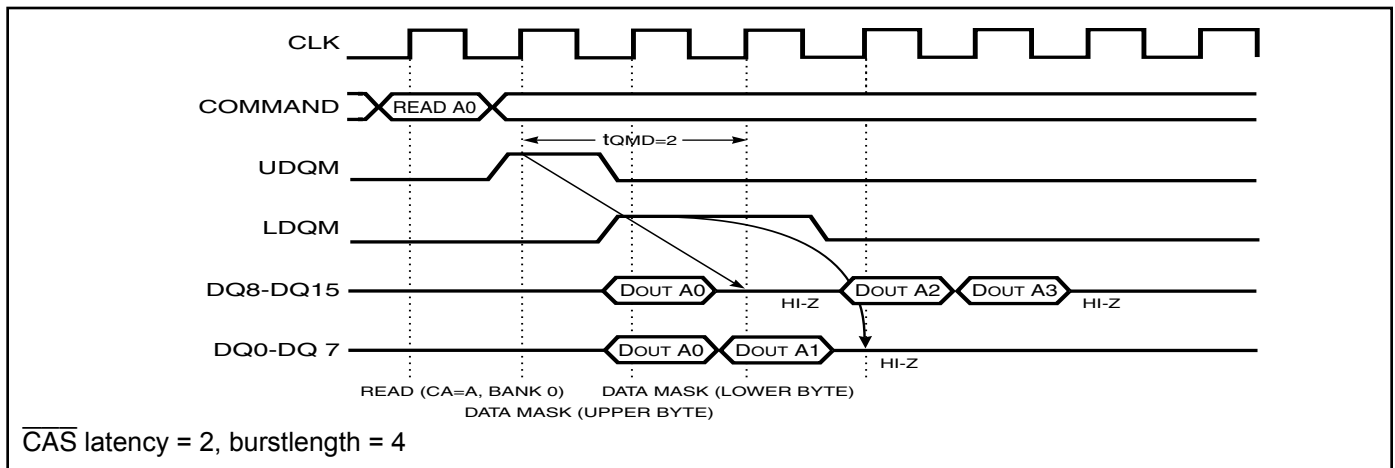 CLK
COMMAND READ A0
tQMD=2
UDQM
LDQM
DQ8-DQ15 DOUT A0 HI-Z DOUT A2 DOUT A3 HI-Z
DQ0-DQ 7 DOUT A0 DOUT A1 HI-Z
READ (CA=A, BANK 0) DATA MASK (LOWER BYTE)
DATA MASK (UPPER BYTE)
C̅A̅S̅ latency = 2, burstlength = 4